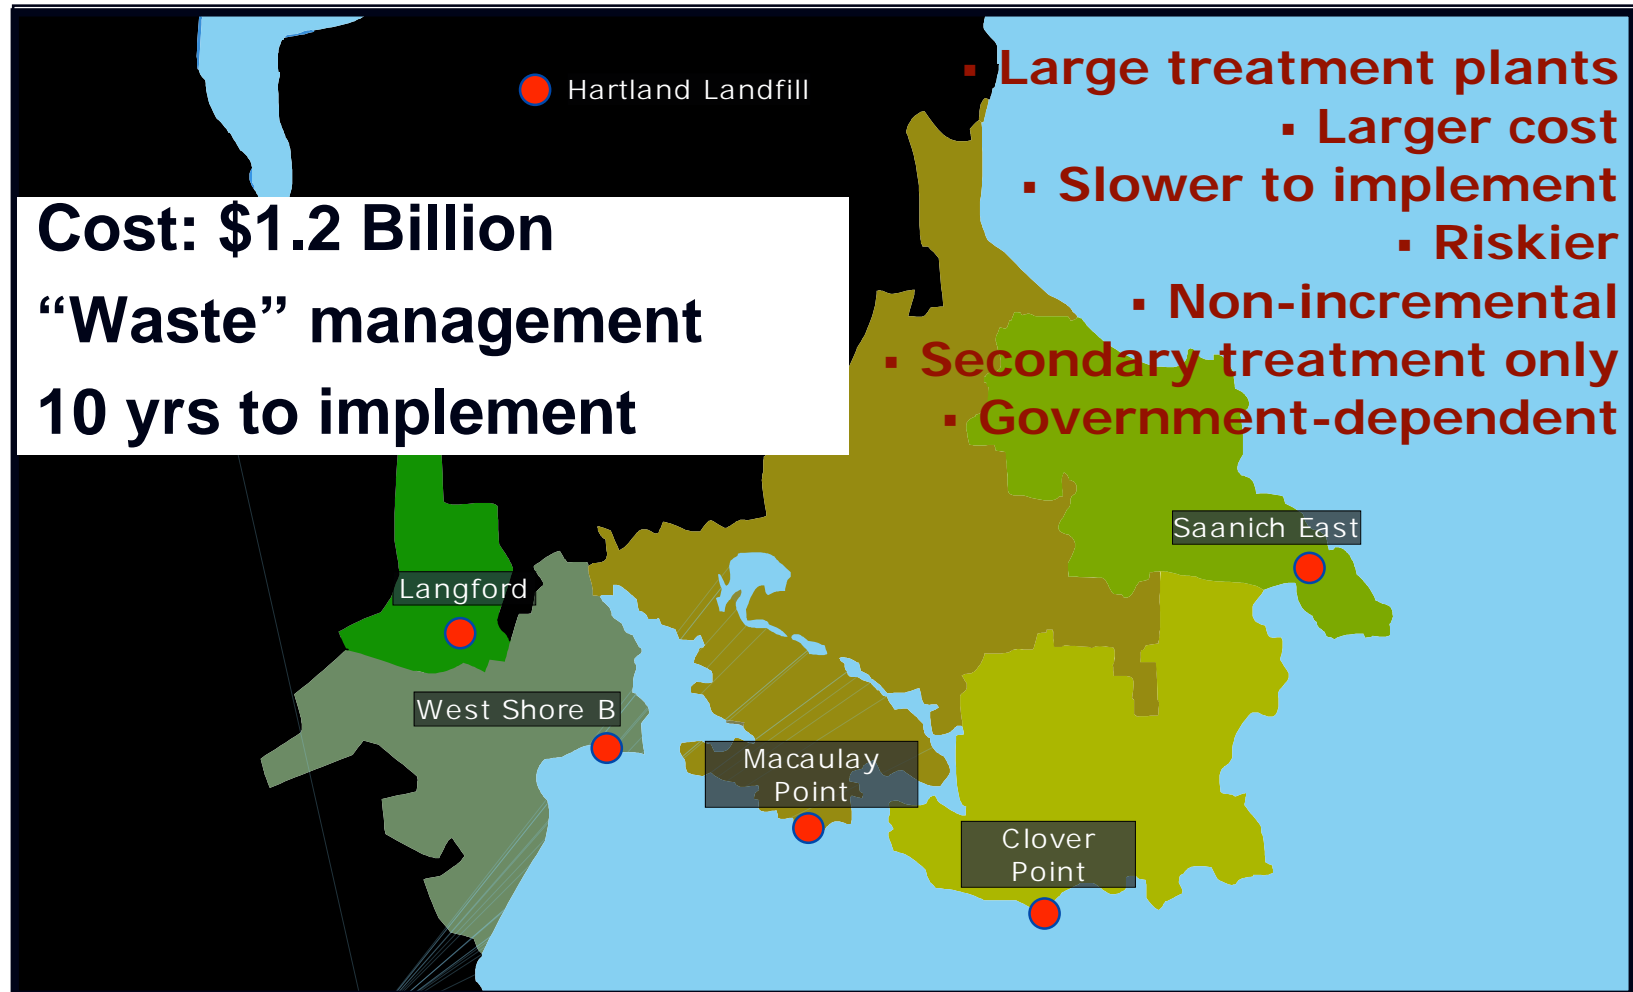 Hartland Landfill
▪ Large treatment plants
▪ Larger cost
▪ Slower to implement
▪ Riskier
▪ Non-incremental
▪ Secondary treatment only
▪ Government-dependent
Cost: $1.2 Billion
“Waste” management
10 yrs to implement
Saanich East
Langford
West Shore B
Macaulay
Point
Clover
Point